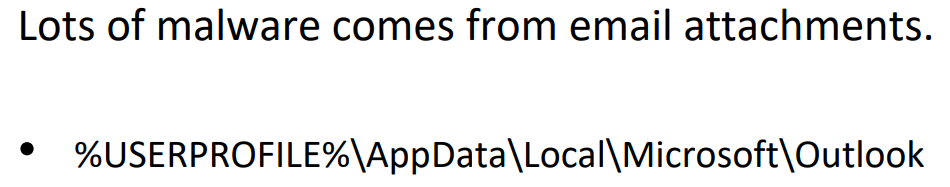 Lots of malware comes from email attachments.
• %USERPROFILE%\AppData\Local\Microsoft\Outlook